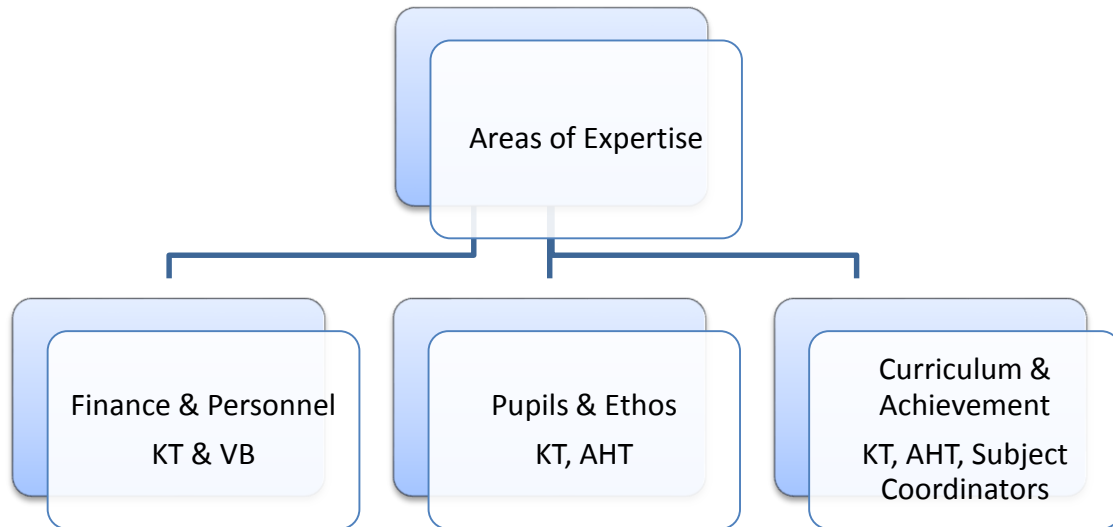 Areas of Expertise
Finance & Personnel
KT & VB
Pupils & Ethos
KT, AHT
Curriculum &
Achievement
KT, AHT, Subject
Coordinators